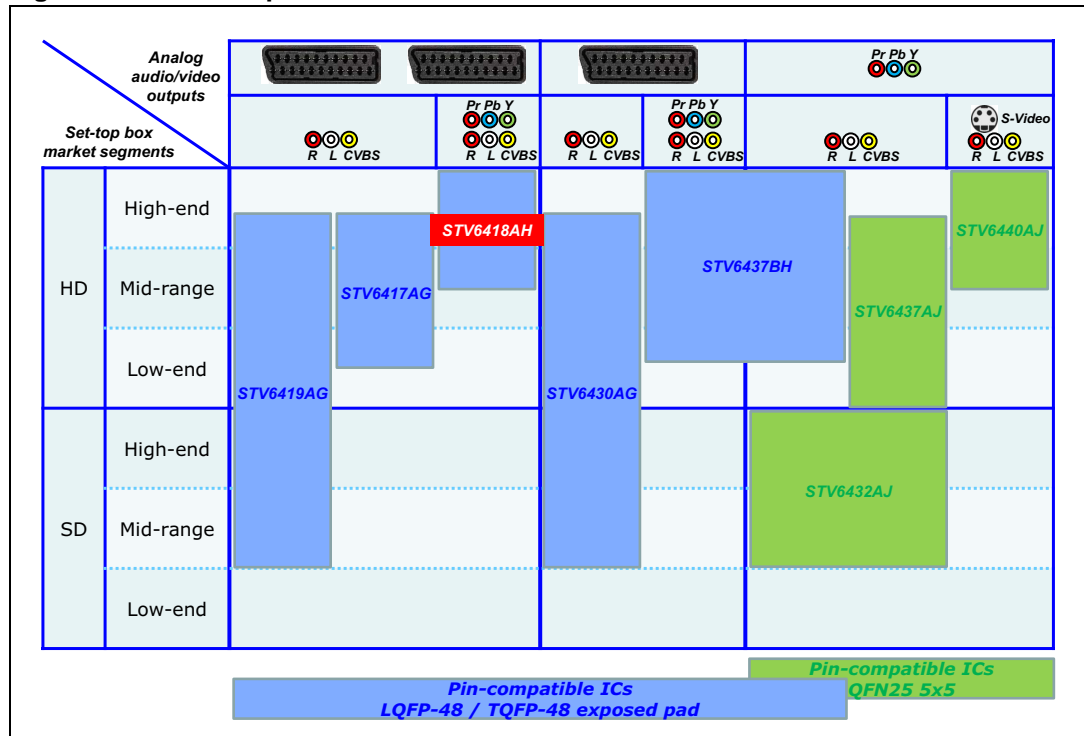 Analog
audio/video
outputs
Set-top box
market segments
Pr Pb Y
R L CVBS
Pr Pb Y
R L CVBS
R L CVBS
Pr Pb Y
R L CVBS
R L CVBS
S-Video
R L CVBS
HD
High-end
Mid-range
Low-end
SD
High-end
Mid-range
Low-end
STV6419AG
STV6417AG
STV6418AH
STV6430AG
STV6437BH
STV6437AJ
STV6440AJ
STV6432AJ
Pin-compatible ICs
QFN25 5x5
Pin-compatible ICs
LQFP-48 / TQFP-48 exposed pad